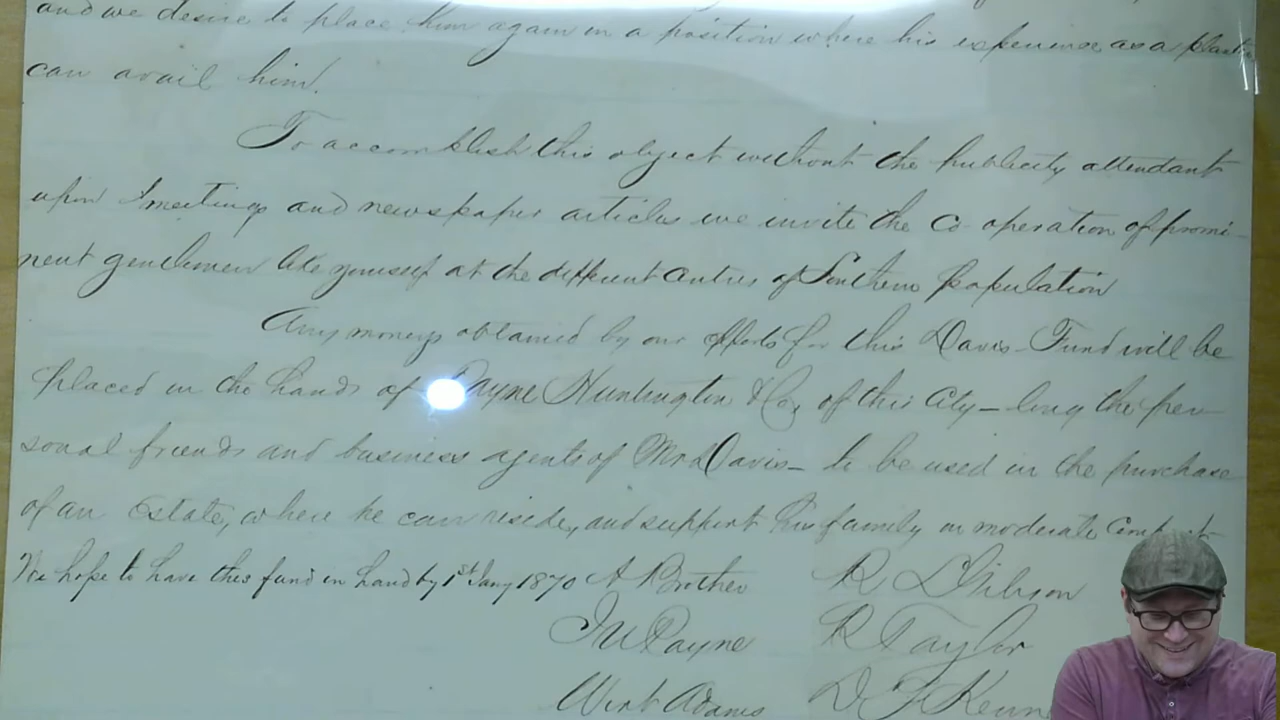 and we desire to place him again in a position where his experience as a
can avail him.
To accomplish this object without the publicity attendant
upon meetings and newspaper articles we invite the co-operation of promi-
nent gentlemen like yourself at the different centres of Southern population
Any moneys obtained by our efforts for this Davis Fund will be
placed in the hands of Payne Huntington & Co, of this City— long the per-
sonal friends and business agents of Mr Davis— to be used in the purchase
of an Estate, where he can reside, and support his family in moderate
We hope to have this fund in hand by 1st Jany 1870 A
R L Gibson
J U Payne R Taylor
Wirt Adams D F